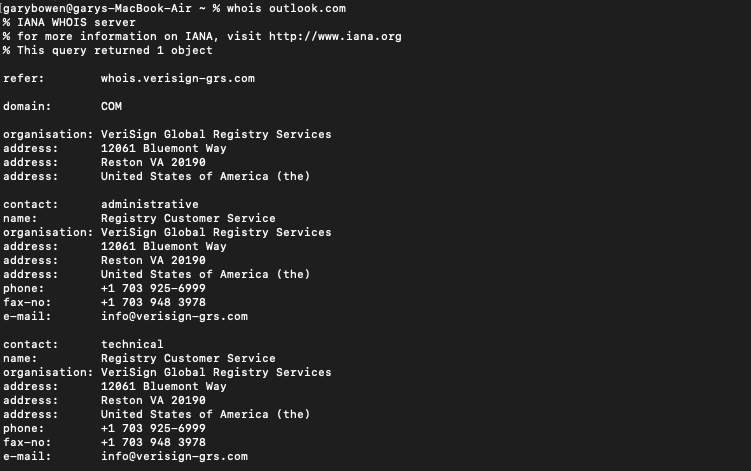 [garybowen@garys-MacBook-Air ~ % whois outlook.com
% IANA WHOIS server
% for more information on IANA, visit http://www.iana.org
% This query returned 1 object
refer:        whois.verisign-grs.com
domain:       COM
organisation: VeriSign Global Registry Services
address:      12061 Bluemont Way
address:      Reston VA 20190
address:      United States of America (the)
contact:      administrative
name:         Registry Customer Service
organisation: VeriSign Global Registry Services
address:      12061 Bluemont Way
address:      Reston VA 20190
address:      United States of America (the)
phone:        +1 703 925-6999
fax-no:       +1 703 948 3978
e-mail:       info@verisign-grs.com
contact:      technical
name:         Registry Customer Service
organisation: VeriSign Global Registry Services
address:      12061 Bluemont Way
address:      Reston VA 20190
address:      United States of America (the)
phone:        +1 703 925-6999
fax-no:       +1 703 948 3978
e-mail:       info@verisign-grs.com